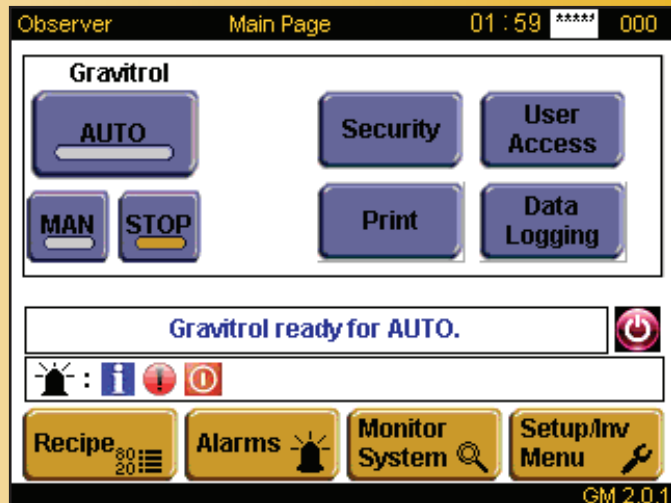 Observer Main Page 01:59 ***** 000
Gravitrol
AUTO
Security
User
Access
MAN STOP
Print
Data
Logging
Gravitrol ready for AUTO.
: i ! 
Recipe 80
20
Alarms
Monitor
System
Setup/Inv
Menu
GM 2.0.1